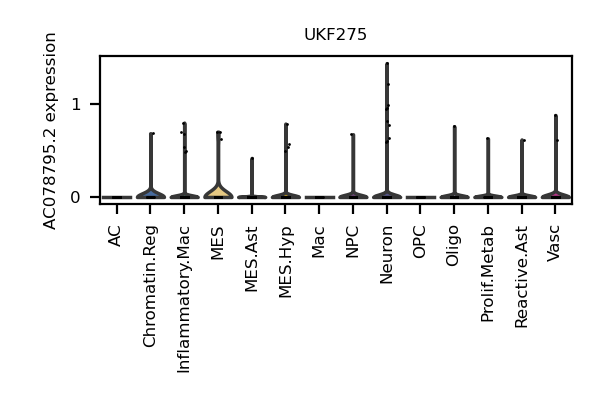 UKF275
AC078795.2 expression
1
0
AC
Chromatin.Reg
Inflammatory.Mac
MES
MES.Ast
MES.Hyp
Mac
NPC
Neuron
OPC
Oligo
Prolif.Metab
Reactive.Ast
Vasc